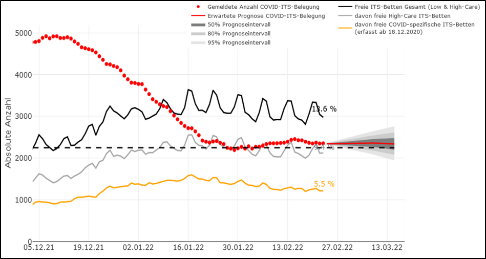 Gemeldete Anzahl COVID-ITS-Belegung
Erwartete Prognose COVID-ITS-Belegung
50% Prognoseintervall
80% Prognoseintervall
95% Prognoseintervall
Freie ITS-Betten Gesamt (Low & High-Care)
davon freie High-Care ITS-Betten
davon freie COVID-spezifische ITS-Betten
(erfasst ab 18.12.2020)
Absolute Anzahl
5000
4000
3000
2000
1000
0
13.6 %
5.5 %
05.12.21
19.12.21
02.01.22
16.01.22
30.01.22
13.02.22
27.02.22
13.03.22